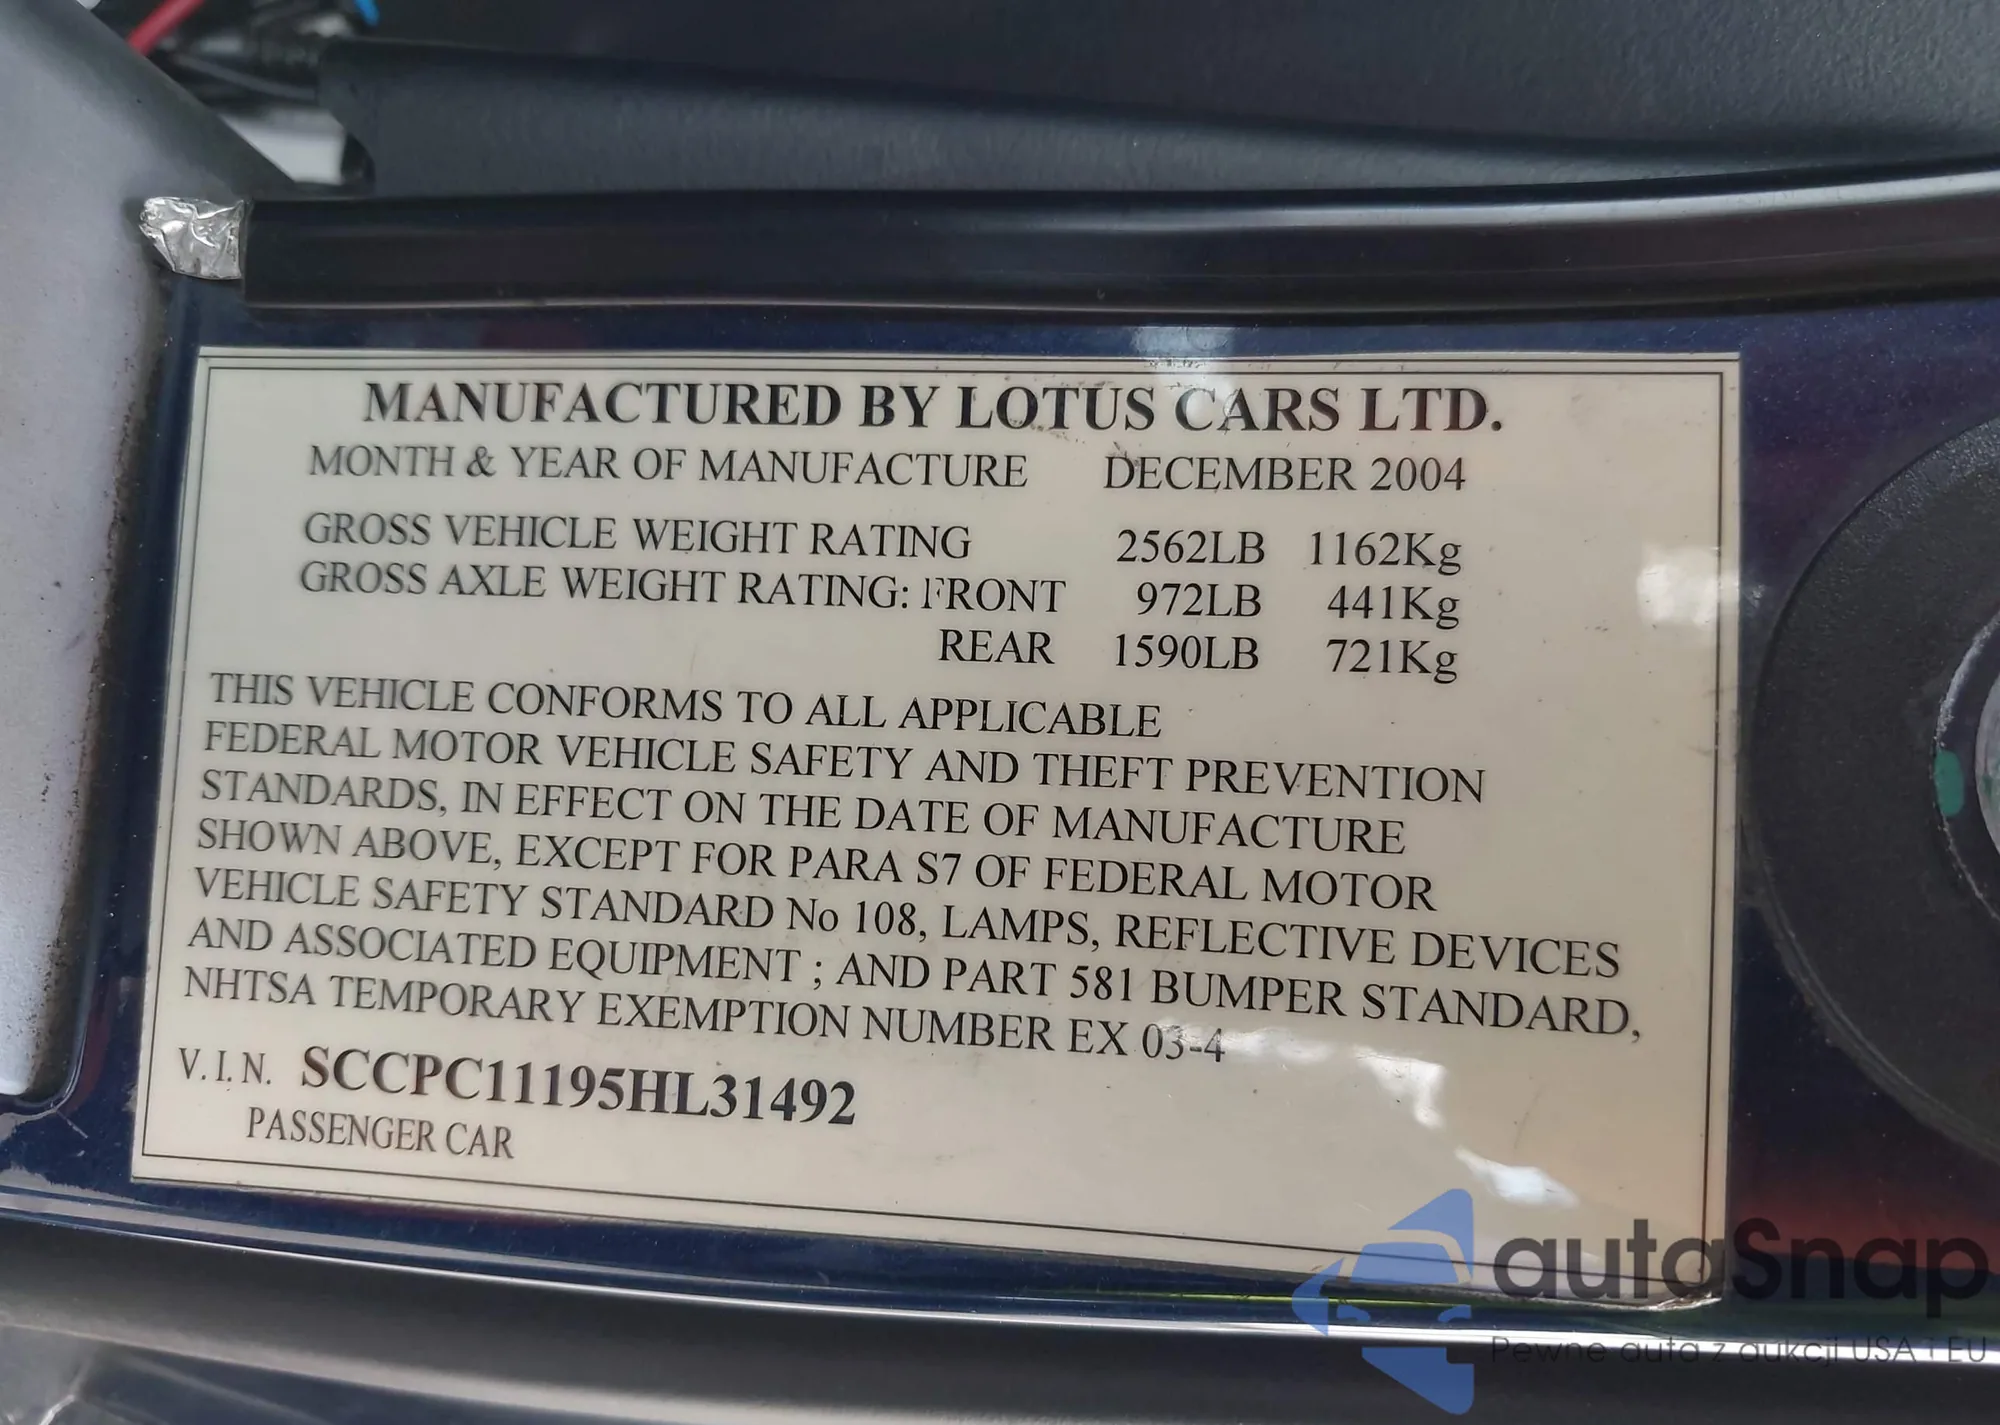 MANUFACTURED BY LOTUS CARS LTD.
MONTH & YEAR OF MANUFACTURE DECEMBER 2004
GROSS VEHICLE WEIGHT RATING 2562LB 1162Kg
GROSS AXLE WEIGHT RATING: FRONT 972LB 441Kg
REAR 1590LB 721Kg
THIS VEHICLE CONFORMS TO ALL APPLICABLE
FEDERAL MOTOR VEHICLE SAFETY AND THEFT PREVENTION
STANDARDS, IN EFFECT ON THE DATE OF MANUFACTURE
SHOWN ABOVE, EXCEPT FOR PARA S7 OF FEDERAL MOTOR
VEHICLE SAFETY STANDARD No 108, LAMPS, REFLECTIVE DEVICES
AND ASSOCIATED EQUIPMENT ; AND PART 581 BUMPER STANDARD,
NHTSA TEMPORARY EXEMPTION NUMBER EX 03-4
V.I.N. SCCPC11195HL31492
PASSENGER CAR
autoSnap
Pewne auta z aukcji USA i EU